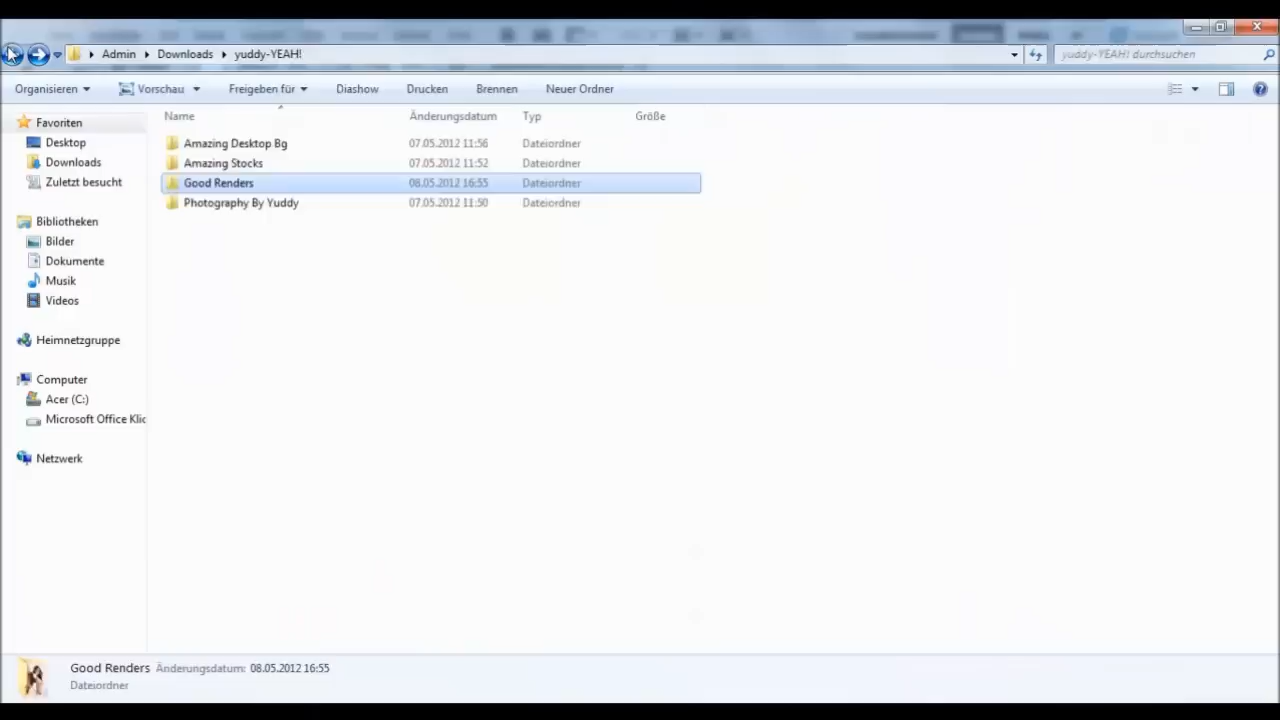 Admin Downloads yuddy-YEAH!
yuddy-YEAH! durchsuchen
Organisieren Vorschau Freigeben für Diashow Drucken Brennen Neuer Ordner
Name Änderungsdatum Typ Größe
Favoriten
Desktop
Downloads
Zuletzt besucht
Bibliotheken
Bilder
Dokumente
Musik
Videos
Heimnetzgruppe
Computer
Acer (C:)
Microsoft Office Klic
Netzwerk
Amazing Desktop Bg 07.05.2012 11:56 Dateiordner
Amazing Stocks 07.05.2012 11:52 Dateiordner
Good Renders 08.05.2012 16:55 Dateiordner
Photography By Yuddy 07.05.2012 11:50 Dateiordner
Good Renders Änderungsdatum: 08.05.2012 16:55
Dateiordner